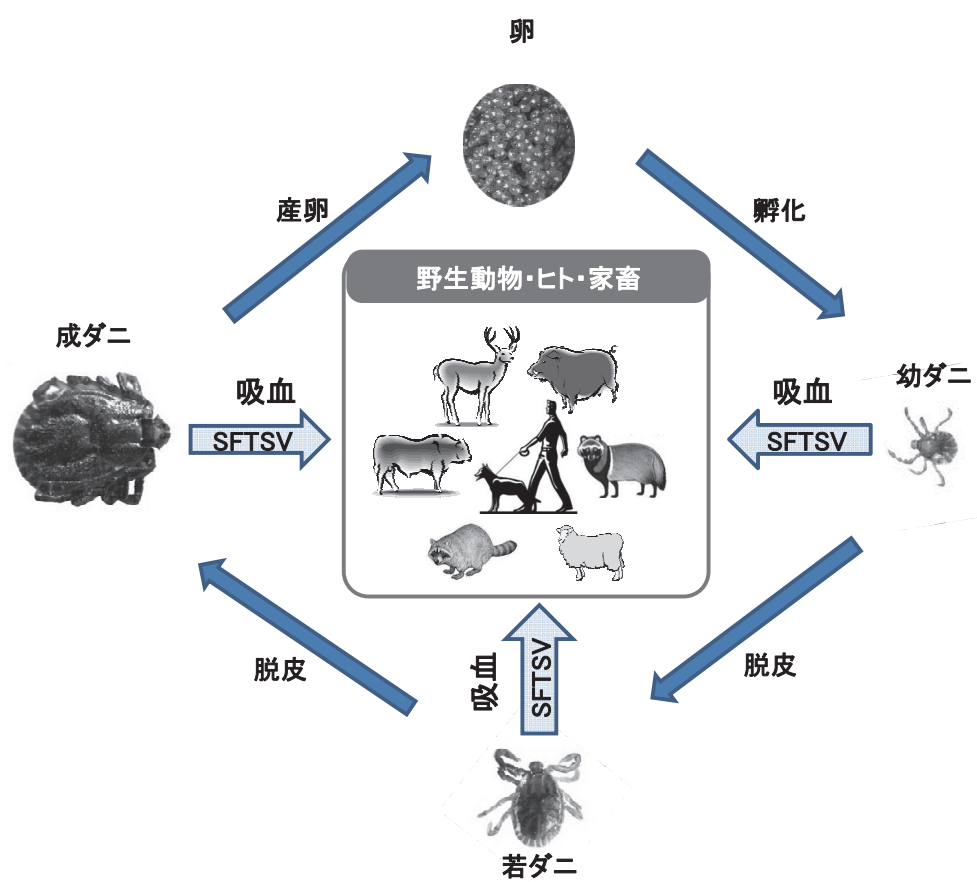 卵
産卵
孵化
野生動物・ヒト・家畜
成ダニ
幼ダニ
吸血
SFTSV
吸血
SFTSV
吸血
SFTSV
脱皮
脱皮
若ダニ